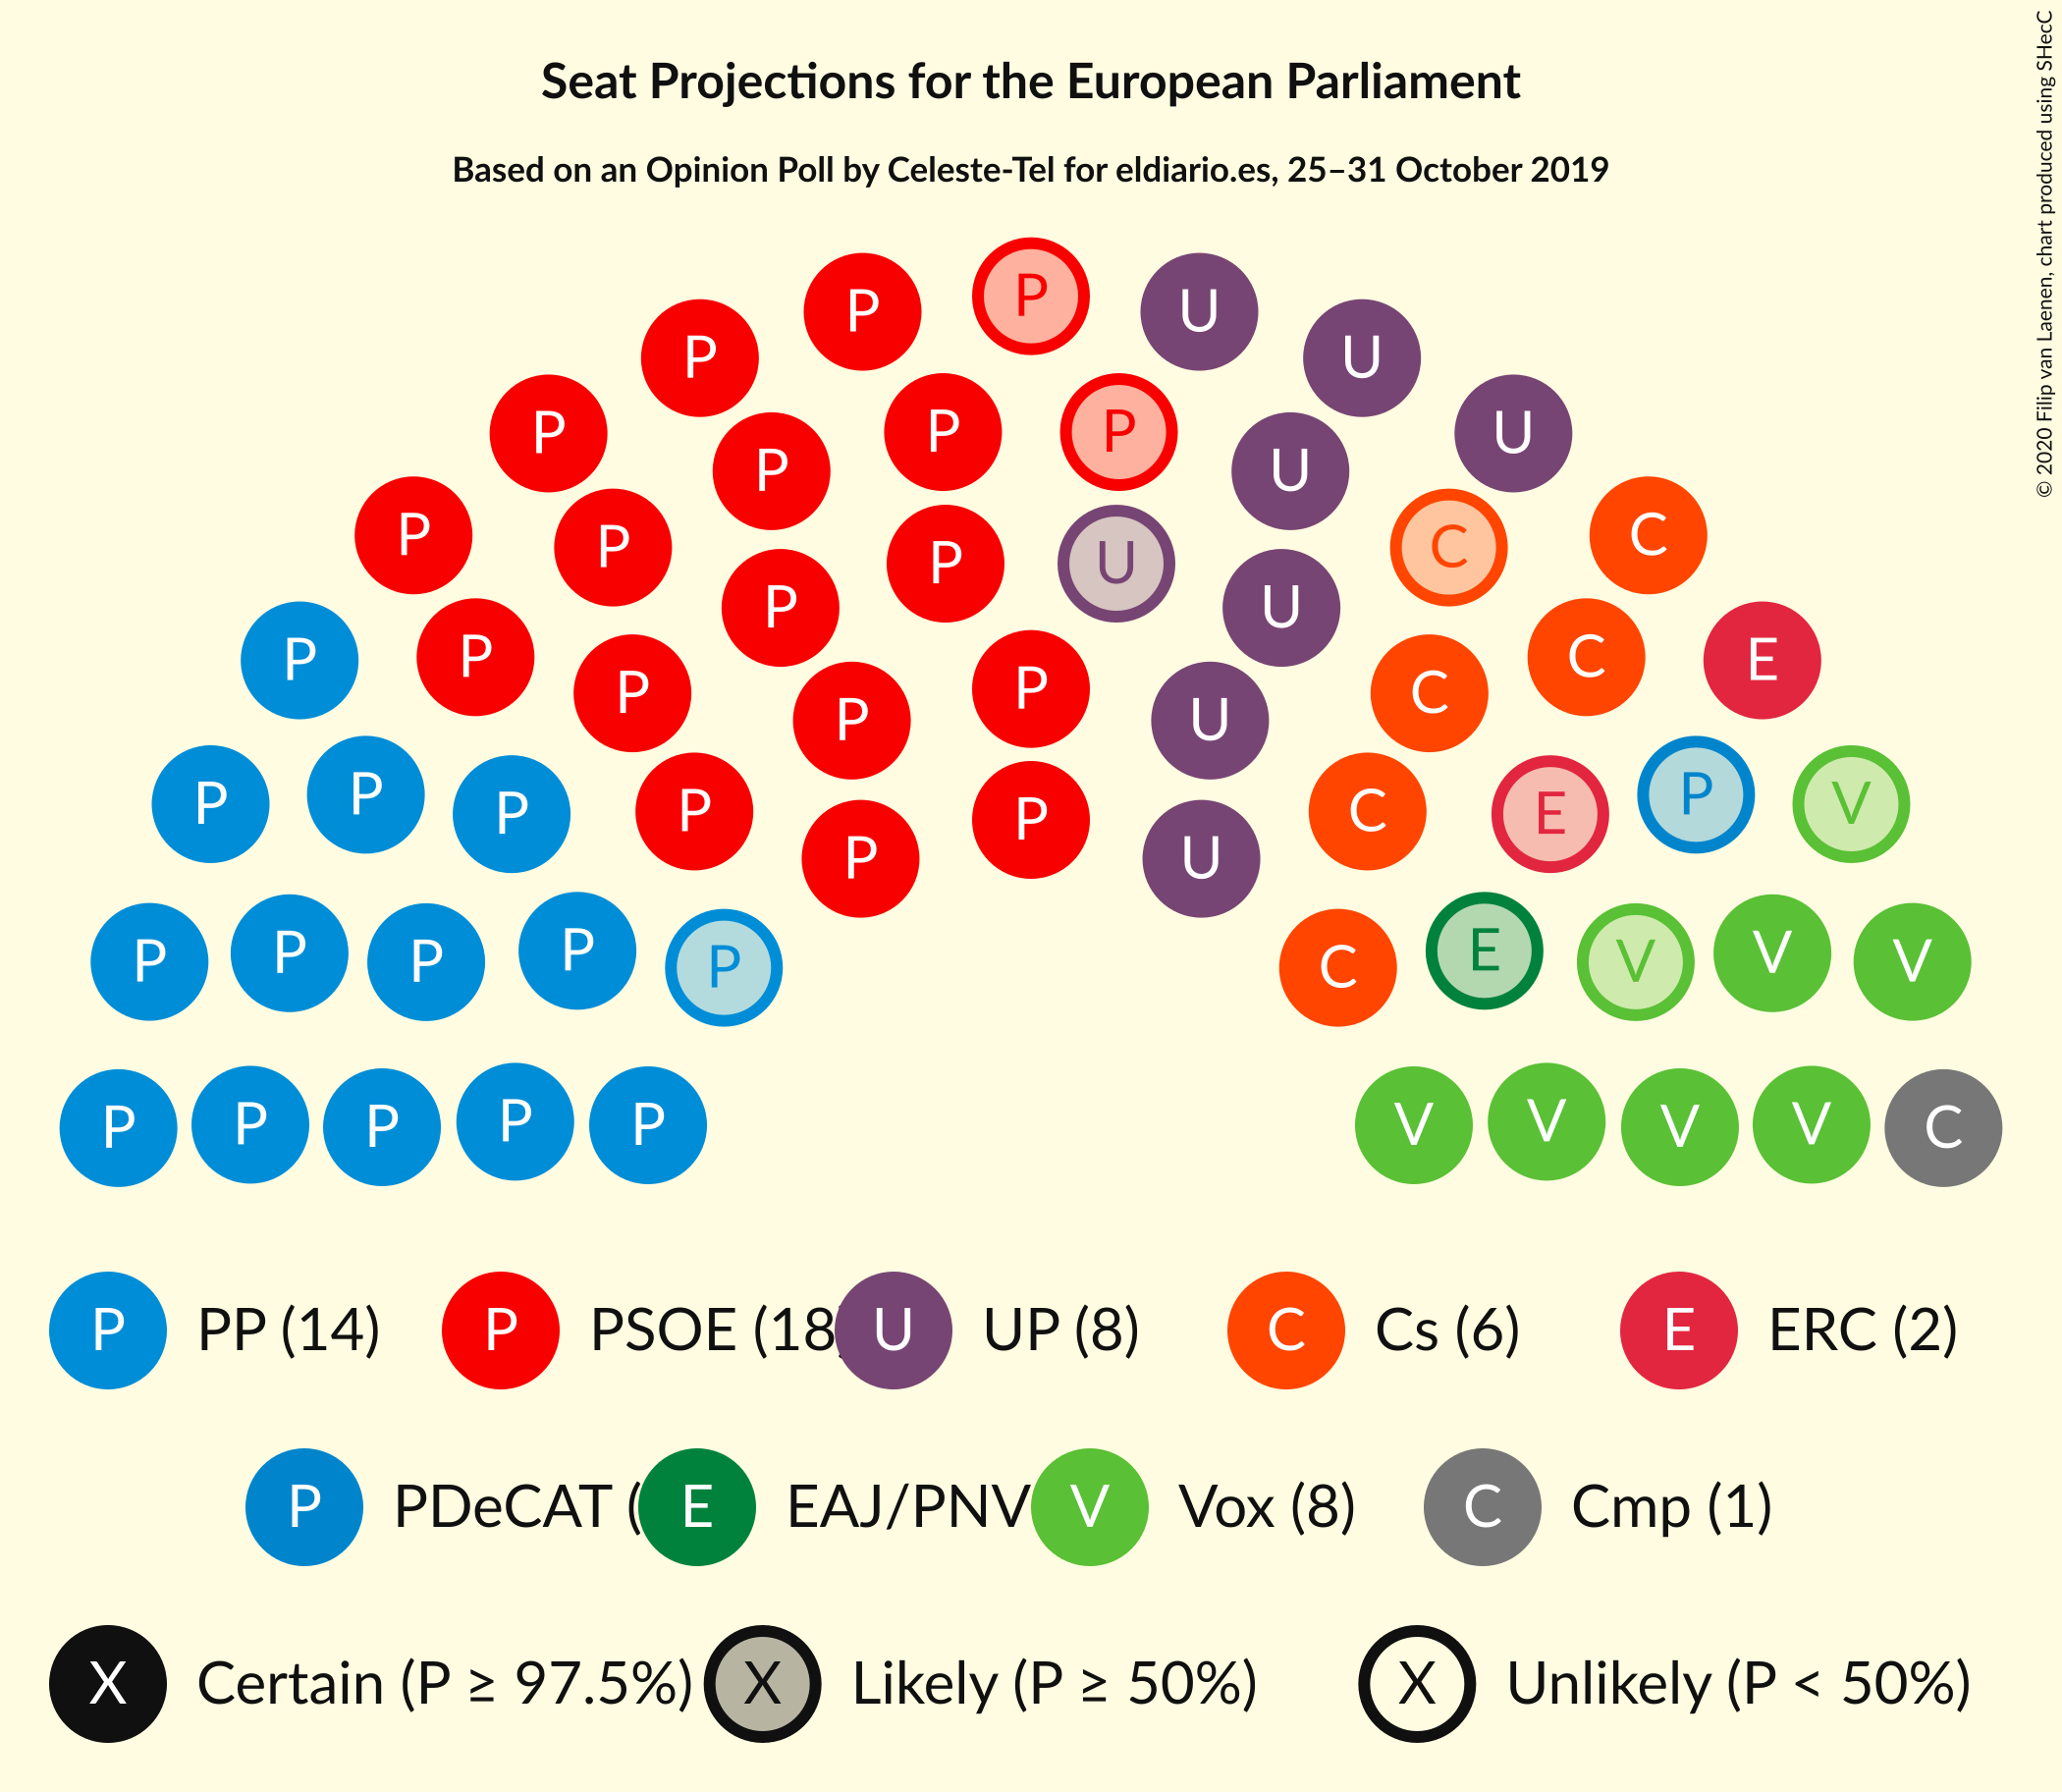 Seat Projections for the European Parliament
Based on an Opinion Poll by Celeste-Tel for eldiario.es, 25–31 October 2019
© 2020 Filip van Laenen, chart produced using SHecC
P
P U
P U
P P U
P U
P C
P C
P U
P U
P P
P C
P E
P C
P U
P P
P C
P P
P V
P C
P E
P
U
P E
P V
P V
P V
P C
P V
P V
P V
P V
P C
P PP (14) P PSOE (18 U UP (8) C Cs (6) E ERC (2)
P PDeCAT ( E EAJ/PNV V Vox (8) C Cmp (1)
X Certain (P ≥ 97.5%) X Likely (P ≥ 50%) X Unlikely (P < 50%)